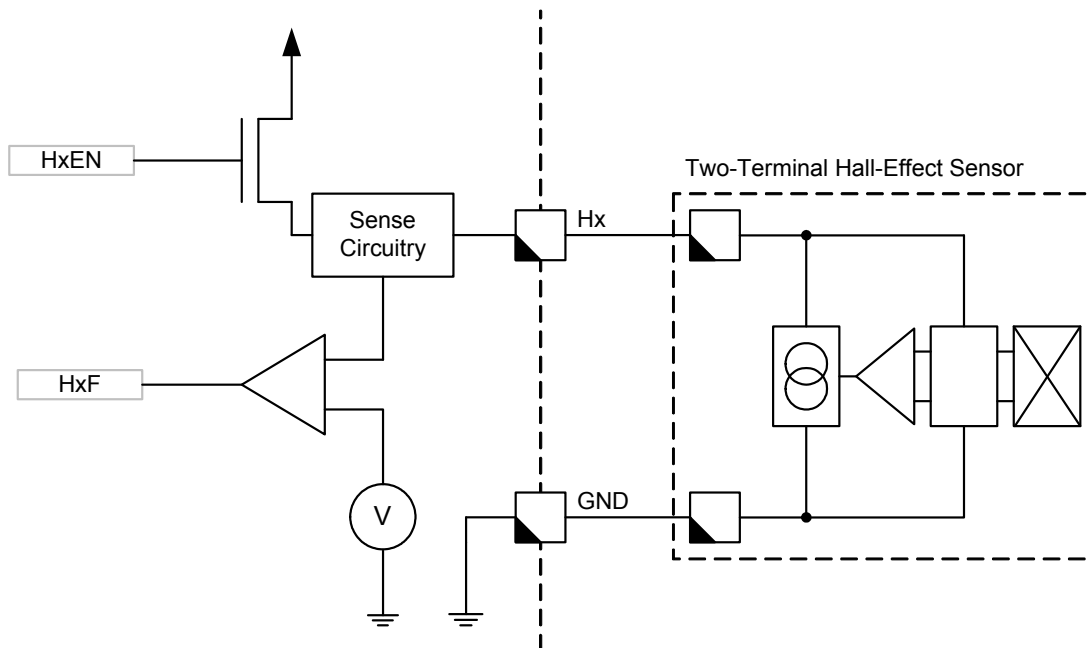 HxEN
Two-Terminal Hall-Effect Sensor
Sense
Circuitry
Hx
HxF
GND
V